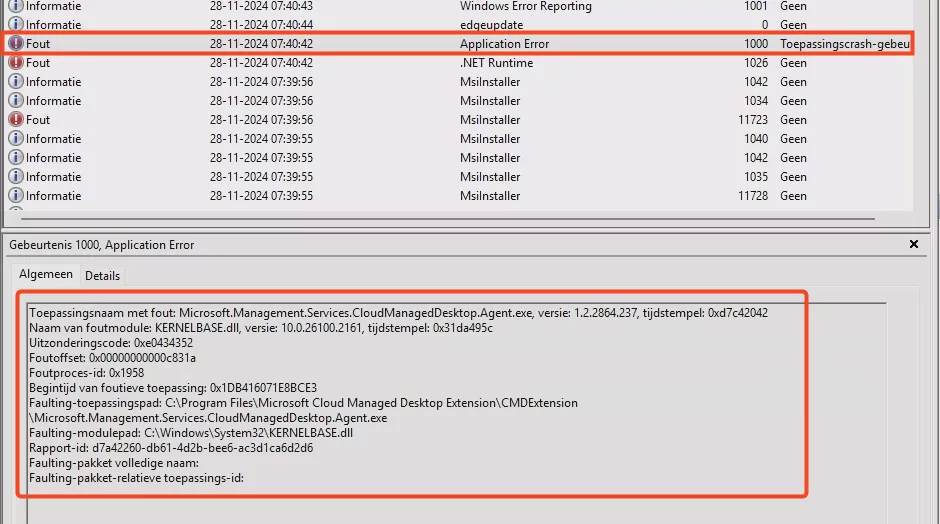 Informatie 28-11-2024 07:40:43 Windows Error Reporting 1001 Geen
Informatie 28-11-2024 07:40:44 edgeupdate 0 Geen
Fout 28-11-2024 07:40:42 Application Error 1000 Toepassingscrash-gebeu
Fout 28-11-2024 07:40:42 .NET Runtime 1026 Geen
Informatie 28-11-2024 07:39:56 MsiInstaller 1042 Geen
Informatie 28-11-2024 07:39:56 MsiInstaller 1034 Geen
Fout 28-11-2024 07:39:56 MsiInstaller 11723 Geen
Informatie 28-11-2024 07:39:55 MsiInstaller 1040 Geen
Informatie 28-11-2024 07:39:55 MsiInstaller 1042 Geen
Informatie 28-11-2024 07:39:55 MsiInstaller 1035 Geen
Informatie 28-11-2024 07:39:55 MsiInstaller 11728 Geen
Gebeurtenis 1000, Application Error
Algemeen Details
Toepassingsnaam met fout: Microsoft.Management.Services.CloudManagedDesktop.Agent.exe, versie: 1.2.2864.237, tijdstempel: 0xd7c42042
Naam van foutmodule: KERNELBASE.dll, versie: 10.0.26100.2161, tijdstempel: 0x31da495c
Uitzonderingscode: 0xe0434352
Foutoffset: 0x00000000000c831a
Foutproces-id: 0x1958
Begintijd van foutieve toepassing: 0x1DB416071E8BCE3
Faulting-toepassingspad: C:\Program Files\Microsoft Cloud Managed Desktop Extension\CMDExtension
\Microsoft.Management.Services.CloudManagedDesktop.Agent.exe
Faulting-modulepad: C:\Windows\System32\KERNELBASE.dll
Rapport-id: d7a42260-db61-4d2b-bee6-ac3d1ca6d2d6
Faulting-pakket volledige naam:
Faulting-pakket-relatieve toepassings-id: